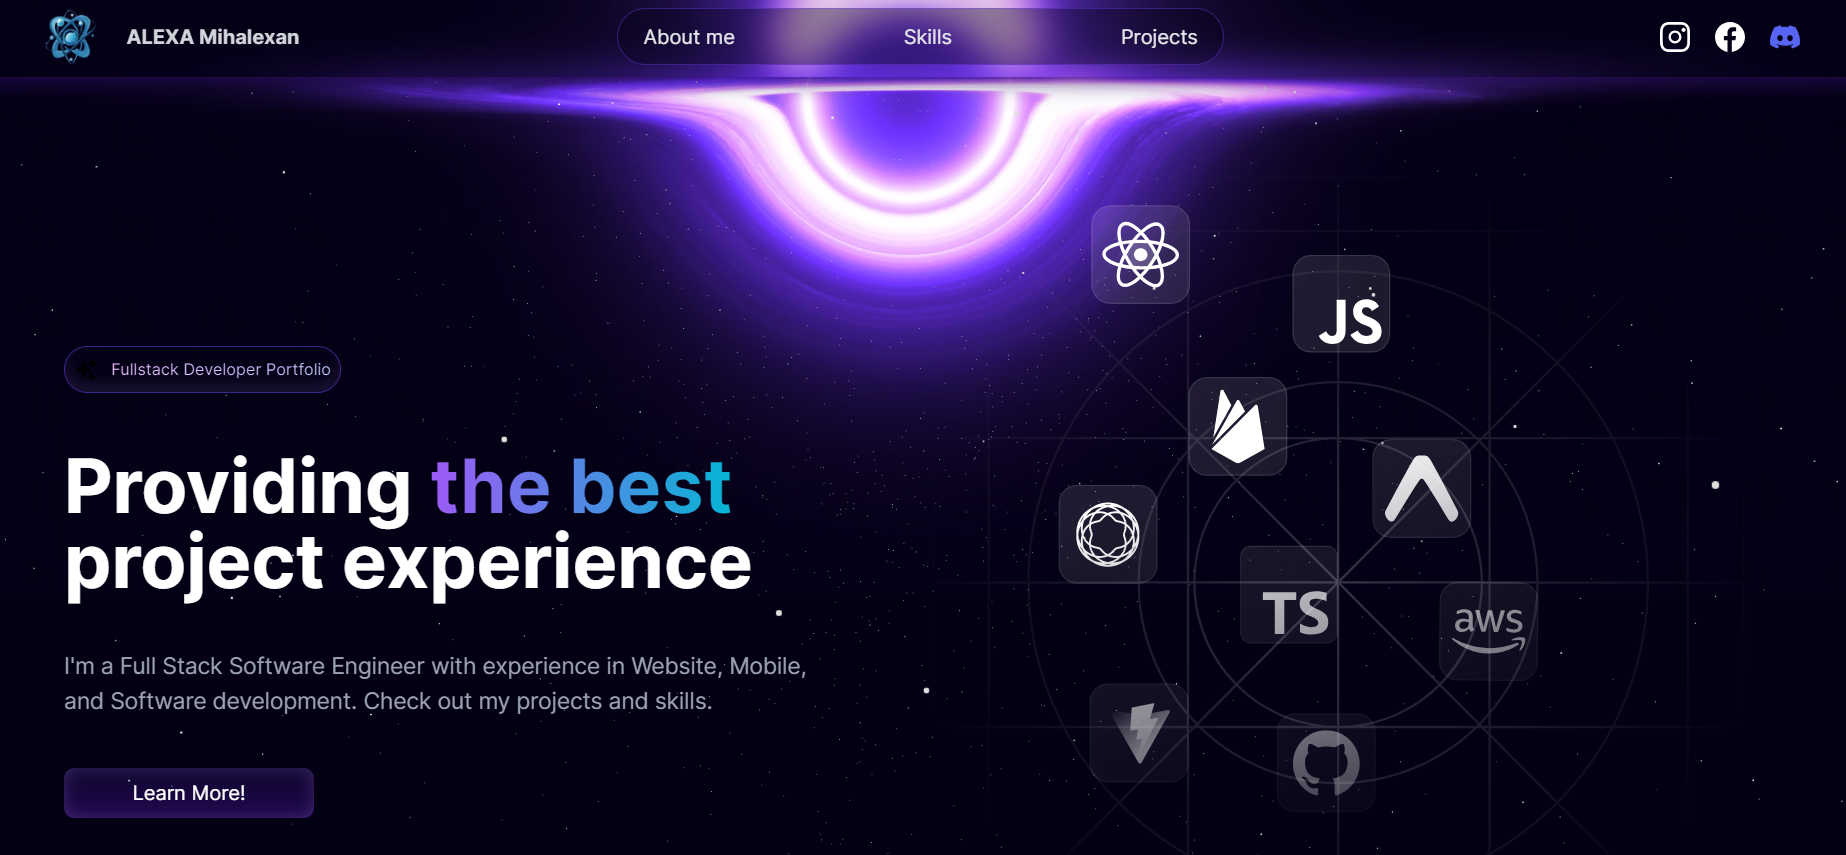 ALEXA Mihalexan
About me
Skills
Projects
Fullstack Developer Portfolio
Providing the best
project experience
I'm a Full Stack Software Engineer with experience in Website, Mobile,
and Software development. Check out my projects and skills.
Learn More!
JS
TS
aws